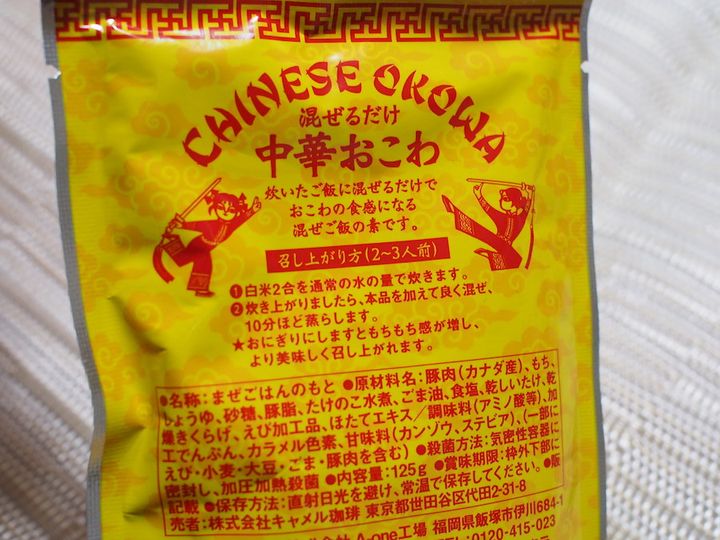 CHINESE OKOWA
混ぜるだけ
中華おこわ
炊いたご飯に混ぜるだけで
おこわの食感になる
混ぜご飯の素です。
召し上がり方(2〜3人前)
❶白米2合を通常の水の量で炊きます。
❷炊き上がりましたら、本品を加えて良く混ぜ、
10分ほど蒸らします。
★おにぎりにしますともちもち感が増し、
より美味しく召し上がれます。
●名称：まぜごはんのもと ●原材料名：豚肉(カナダ産)、もち、
しょうゆ、砂糖、豚脂、たけのこ水煮、ごま油、食塩、乾しいたけ、乾
燥きくらげ、えび加工品、ほたてエキス／調味料(アミノ酸等)、加
工でんぷん、カラメル色素、甘味料(カンゾウ、ステビア)、(一部に
えび・小麦・大豆・ごま・豚肉を含む) ●殺菌方法：気密性容器に
密封し、加圧加熱殺菌 ●内容量：125g ●賞味期限：枠外下部に
記載 ●保存方法：直射日光を避け、常温で保存してください。●販
売者：株式会社キャメル珈琲 東京都世田谷区代田2-31-8
A-one工場 福岡県飯塚市伊川684-1
0120-415-023